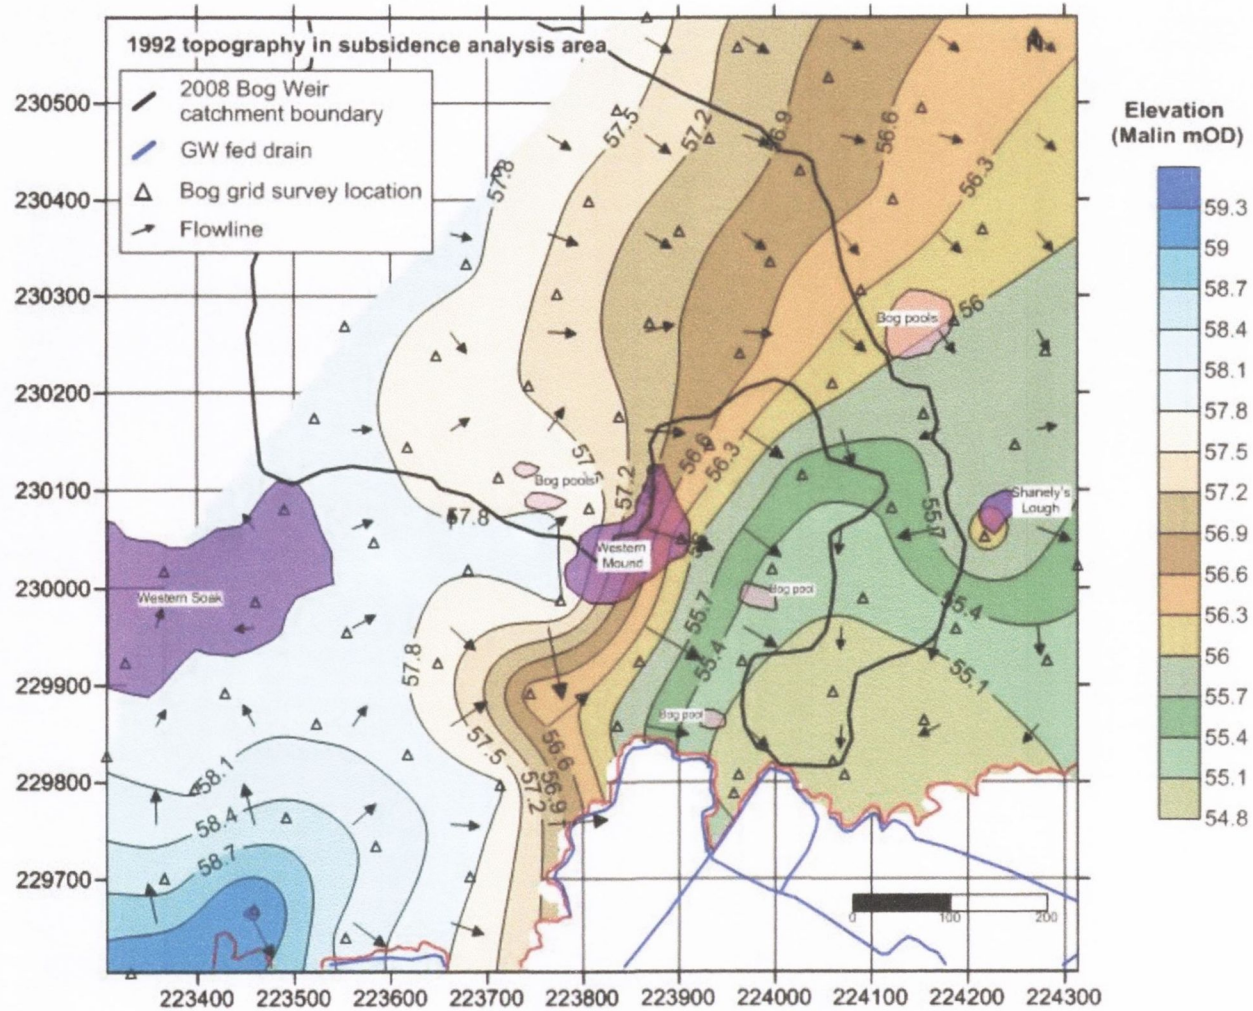 1992 topography in subsidence analysis area
2008 Bog Weir
catchment boundary
GW fed drain
Bog grid survey location
Flowline
N
Elevation
(Malin mOD)
59.3
59
58.7
58.4
58.1
57.8
57.5
57.2
56.9
56.6
56.3
56
55.7
55.4
55.1
54.8
230500
230400
230300
230200
230100
230000
229900
229800
229700
57.8
57.5
57.2
56.9
56.6
56.3
56
Bog pools
Bog pools
57.2
56.6
56.3
57.8
Western
Mound
55.7
Shanely's
Lough
Western Soak
Bog pool
55.7
55.4
55.4
55.1
57.8
Bog pool
57.5
56.6
56.9
57.2
58.1
58.4
58.7
0 100 200
223400 223500 223600 223700 223800 223900 224000 224100 224200 224300